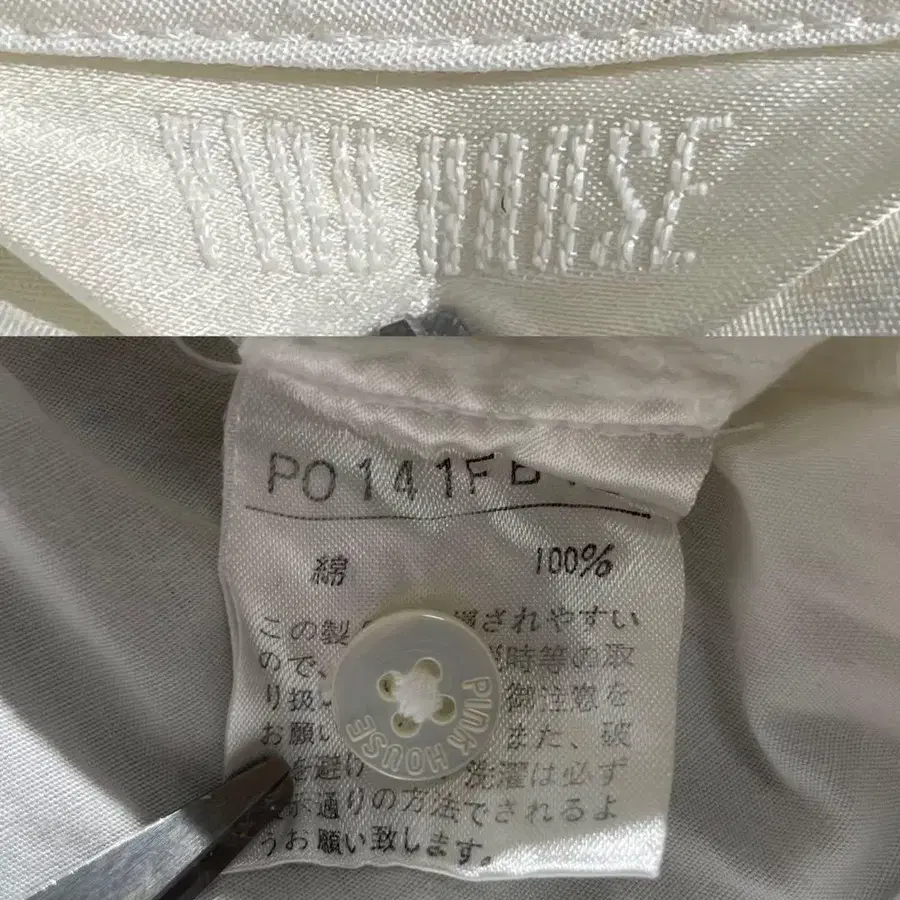 PINK HOUSE
PO141FB
綿 100%
この製 されやすい
ので、 時等の取
り扱い 御注意を
お願い また、破
を避け 洗濯は必ず
通りの方法でされるよ
うお願い致します。
PINK HOUSE